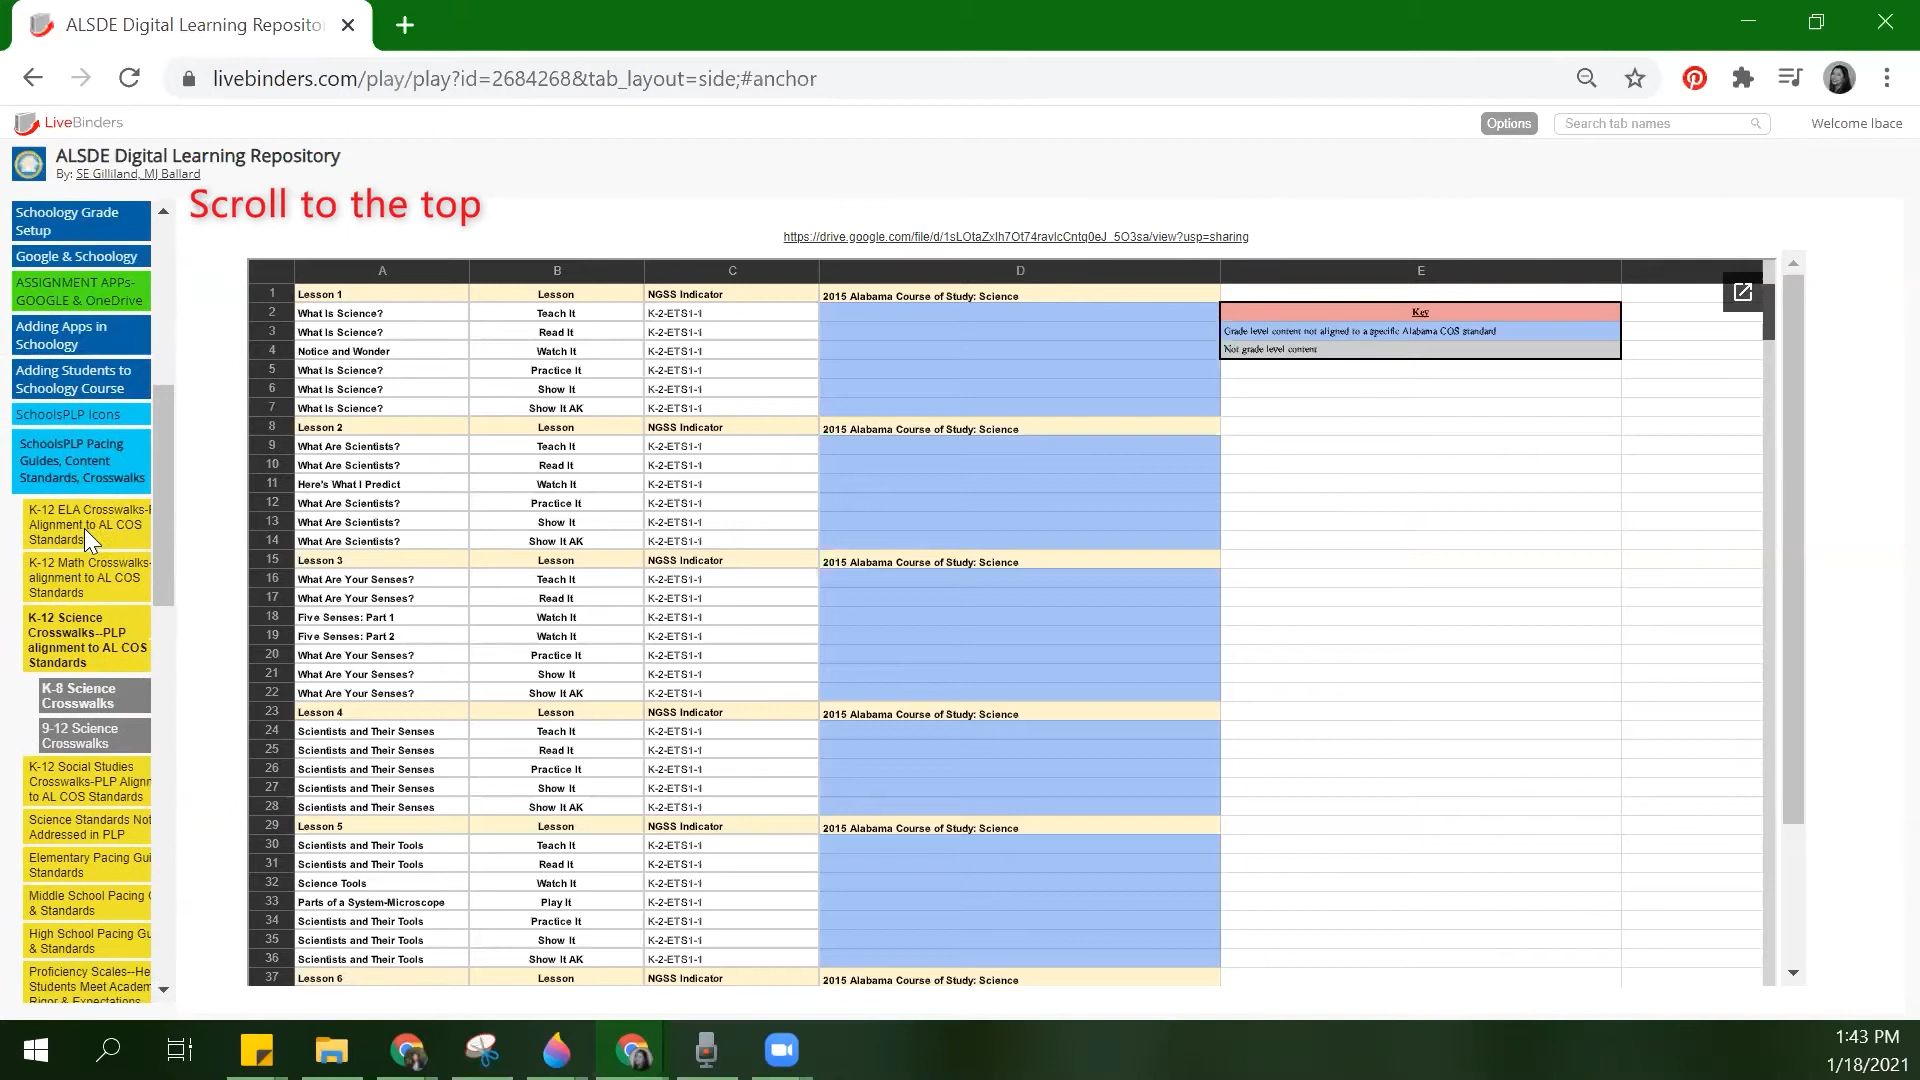 ALSDE Digital Learning Repositor
livebinders.com/play/play?id=2684268&tab_layout=side;#anchor
LiveBinders
Options
Search tab names
Welcome lbace
ALSDE Digital Learning Repository
By: SE Gilliland, MJ Ballard
Scroll to the top
Schoology Grade
Setup
Google & Schoology
ASSIGNMENT APPs-
GOOGLE & OneDrive
Adding Apps in
Schoology
Adding Students to
Schoology Course
SchoolsPLP Icons
SchoolsPLP Pacing
Guides, Content
Standards, Crosswalks
K-12 ELA Crosswalks-
Alignment to AL COS
Standards
K-12 Math Crosswalks-
alignment to AL COS
Standards
K-12 Science
Crosswalks--PLP
alignment to AL COS
Standards
K-8 Science
Crosswalks
9-12 Science
Crosswalks
K-12 Social Studies
Crosswalks-PLP Alignm
to AL COS Standards
Science Standards Not
Addressed in PLP
Elementary Pacing Gui
Standards
Middle School Pacing
& Standards
High School Pacing Gu
& Standards
Proficiency Scales--He
Students Meet Academ
Rigor & Expectations
A B C D E
1 Lesson 1 Lesson NGSS Indicator 2015 Alabama Course of Study: Science
2 What Is Science? Teach It K-2-ETS1-1 Key
3 What Is Science? Read It K-2-ETS1-1 Grade level content not aligned to a specific Alabama COS standard
4 Notice and Wonder Watch It K-2-ETS1-1 Not grade level content
5 What Is Science? Practice It K-2-ETS1-1
6 What Is Science? Show It K-2-ETS1-1
7 What Is Science? Show It AK K-2-ETS1-1
8 Lesson 2 Lesson NGSS Indicator 2015 Alabama Course of Study: Science
9 What Are Scientists? Teach It K-2-ETS1-1
10 What Are Scientists? Read It K-2-ETS1-1
11 Here's What I Predict Watch It K-2-ETS1-1
12 What Are Scientists? Practice It K-2-ETS1-1
13 What Are Scientists? Show It K-2-ETS1-1
14 What Are Scientists? Show It AK K-2-ETS1-1
15 Lesson 3 Lesson NGSS Indicator 2015 Alabama Course of Study: Science
16 What Are Your Senses? Teach It K-2-ETS1-1
17 What Are Your Senses? Read It K-2-ETS1-1
18 Five Senses: Part 1 Watch It K-2-ETS1-1
19 Five Senses: Part 2 Watch It K-2-ETS1-1
20 What Are Your Senses? Practice It K-2-ETS1-1
21 What Are Your Senses? Show It K-2-ETS1-1
22 What Are Your Senses? Show It AK K-2-ETS1-1
23 Lesson 4 Lesson NGSS Indicator 2015 Alabama Course of Study: Science
24 Scientists and Their Senses Teach It K-2-ETS1-1
25 Scientists and Their Senses Read It K-2-ETS1-1
26 Scientists and Their Senses Practice It K-2-ETS1-1
27 Scientists and Their Senses Show It K-2-ETS1-1
28 Scientists and Their Senses Show It AK K-2-ETS1-1
29 Lesson 5 Lesson NGSS Indicator 2015 Alabama Course of Study: Science
30 Scientists and Their Tools Teach It K-2-ETS1-1
31 Scientists and Their Tools Read It K-2-ETS1-1
32 Science Tools Watch It K-2-ETS1-1
33 Parts of a System-Microscope Play It K-2-ETS1-1
34 Scientists and Their Tools Practice It K-2-ETS1-1
35 Scientists and Their Tools Show It K-2-ETS1-1
36 Scientists and Their Tools Show It AK K-2-ETS1-1
37 Lesson 6 Lesson NGSS Indicator 2015 Alabama Course of Study: Science
1:43 PM
1/18/2021